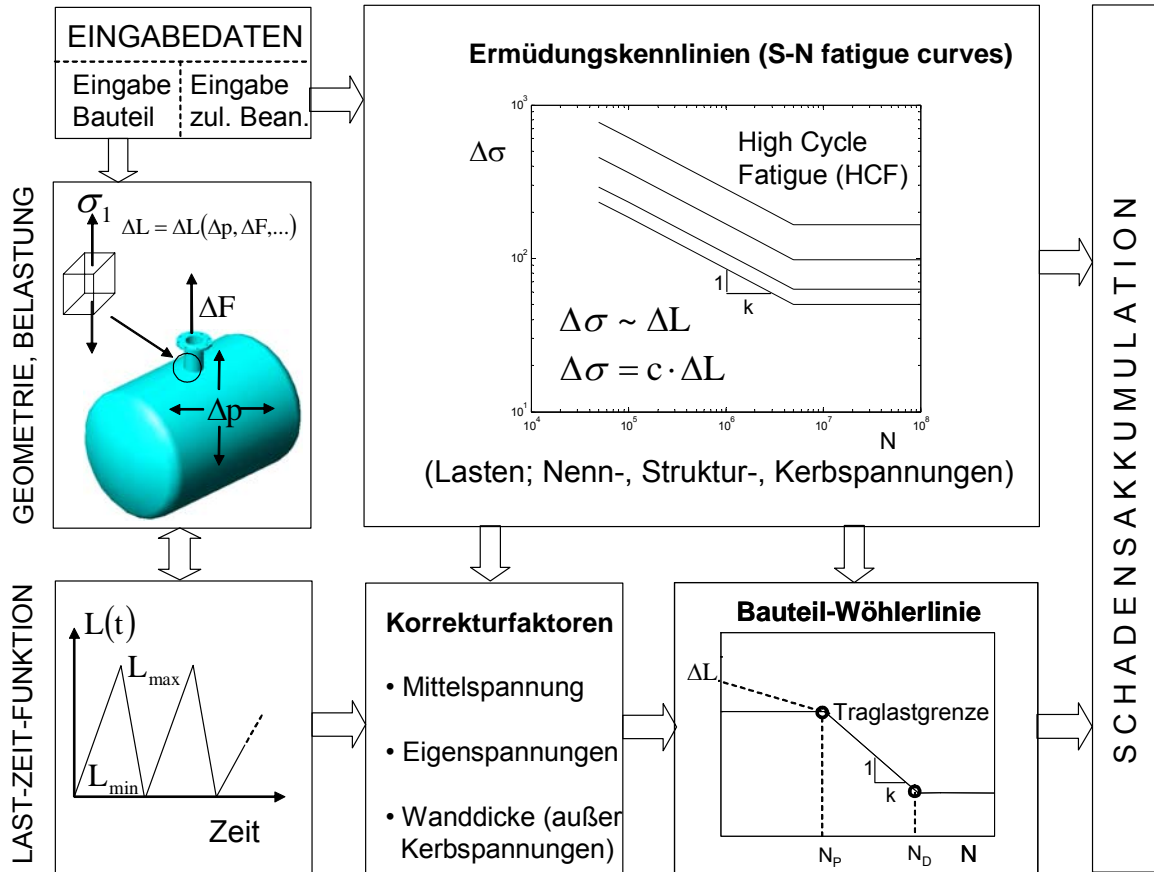 EINGABEDATEN
Eingabe
Bauteil
Eingabe
zul. Bean.
GEOMETRIE, BELASTUNG
σ₁
ΔL = ΔL(Δp, ΔF,...)
ΔF
Δp
Ermüdungskennlinien (S-N fatigue curves)
10³
Δσ
High Cycle
Fatigue (HCF)
10²
1
k
Δσ ~ ΔL
Δσ = c · ΔL
10¹
10⁴
10⁵
10⁶
10⁷
10⁸
N
(Lasten; Nenn-, Struktur-, Kerbspannungen)
LAST-ZEIT-FUNKTION
L(t)
Lmax
Lmin
Zeit
Korrekturfaktoren
• Mittelspannung
• Eigenspannungen
• Wanddicke (außer
Kerbspannungen)
Bauteil-Wöhlerlinie
ΔL
Traglastgrenze
1
k
N_P
N_D
N
SCHADENSAKKUMULATION